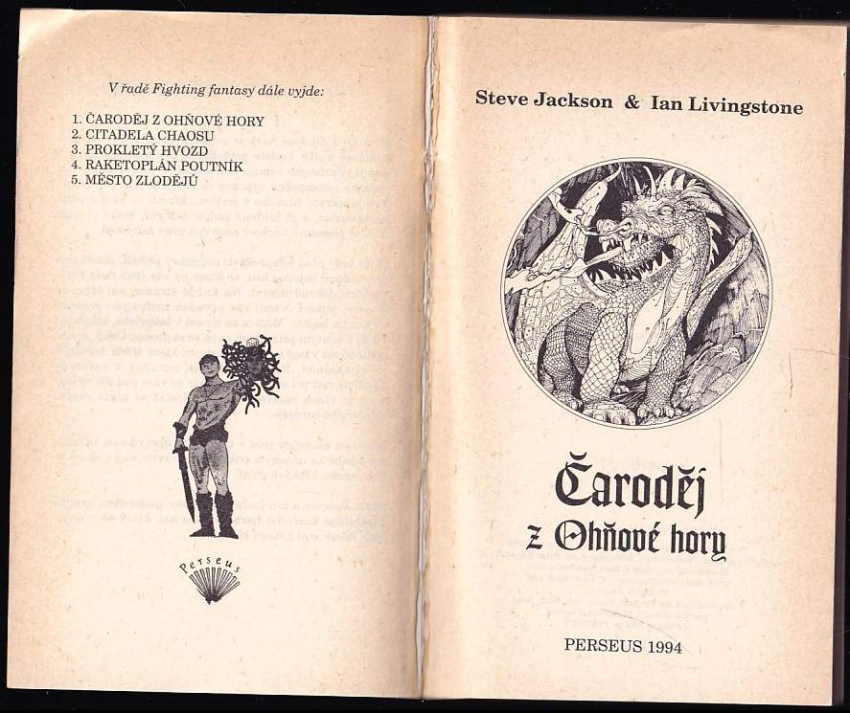 V řadě Fighting fantasy dále vyjde:
1. ČARODĚJ Z OHŇOVÉ HORY
2. CITADELA CHAOSU
3. PROKLETÝ HVOZD
4. RAKETOPLÁN POUTNÍK
5. MĚSTO ZLODĚJŮ
Perseus
Steve Jackson & Ian Livingstone
Čaroděj
z Ohňové hory
PERSEUS 1994